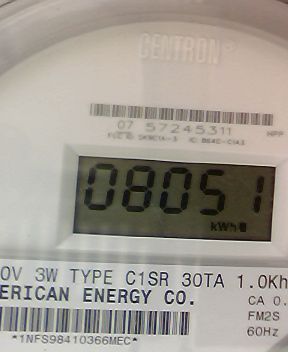 CENTRON®
07 57245311
HPP
08051
kWh
0V 3W TYPE C1SR 30TA 1.0Kh
ERICAN ENERGY CO.
CA 0.
FM2S
60Hz
*1NFS98410366MEC*